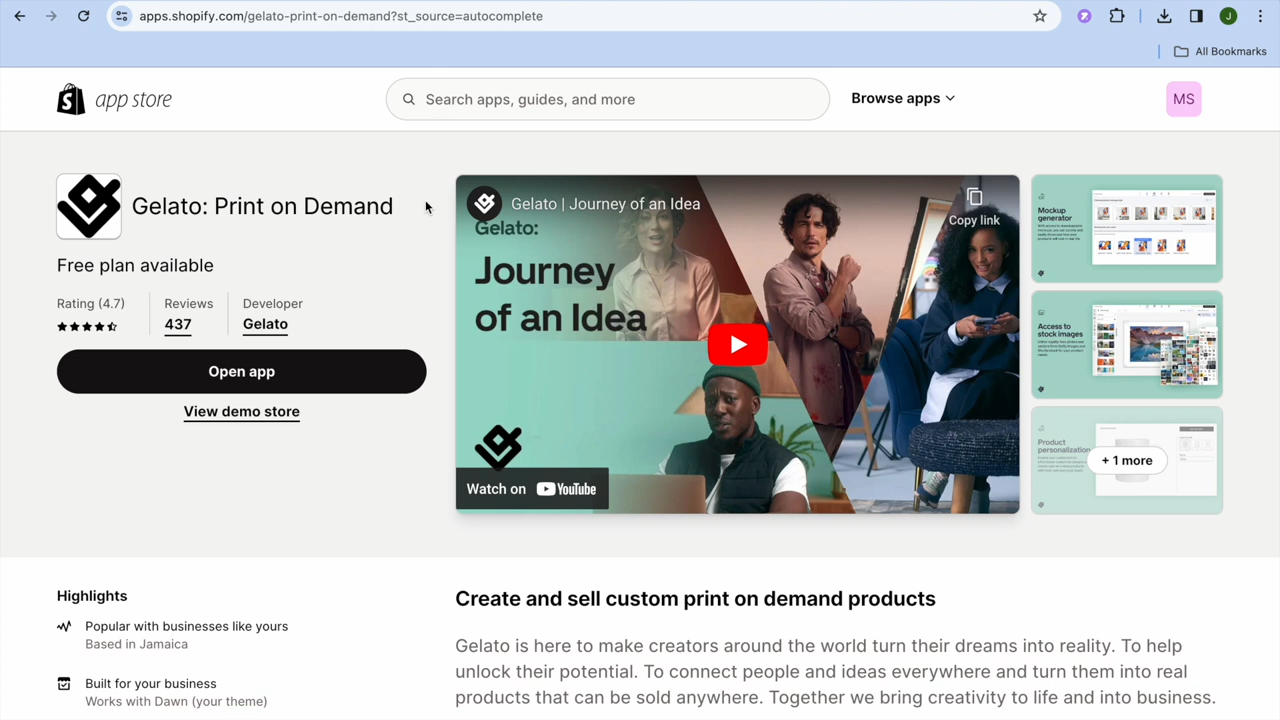 apps.shopify.com/gelato-print-on-demand?st_source=autocomplete
J
All Bookmarks
app store
Search apps, guides, and more
Browse apps
MS
Gelato: Print on Demand
Free plan available
Rating (4.7)
Reviews
437
Developer
Gelato
Open app
View demo store
Gelato | Journey of an Idea
Copy link
Gelato:
Journey
of an Idea
Watch on YouTube
Mockup
generator
Access to
stock images
Product
personalization
+ 1 more
Highlights
Popular with businesses like yours
Based in Jamaica
Built for your business
Works with Dawn (your theme)
Create and sell custom print on demand products
Gelato is here to make creators around the world turn their dreams into reality. To help
unlock their potential. To connect people and ideas everywhere and turn them into real
products that can be sold anywhere. Together we bring creativity to life and into business.